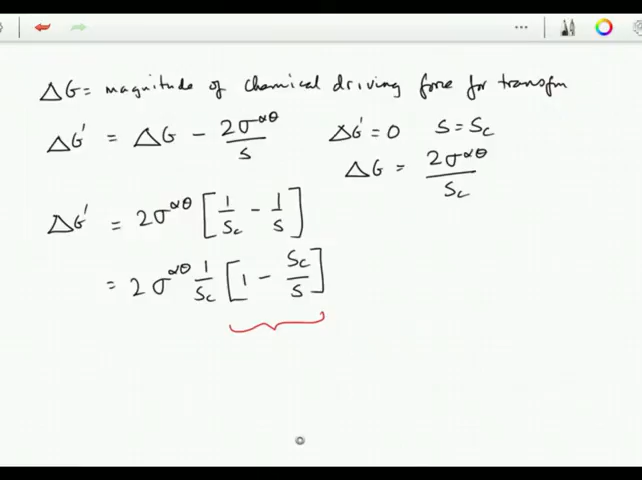 ΔG = magnitude of chemical driving force for transfm
ΔG' = ΔG - 2σ^αθ/S    ΔG' = 0    S = S_c
ΔG = 2σ^αθ/S_c
ΔG' = 2σ^αθ [1/S_c - 1/S]
= 2σ^αθ 1/S_c [1 - S_c/S]